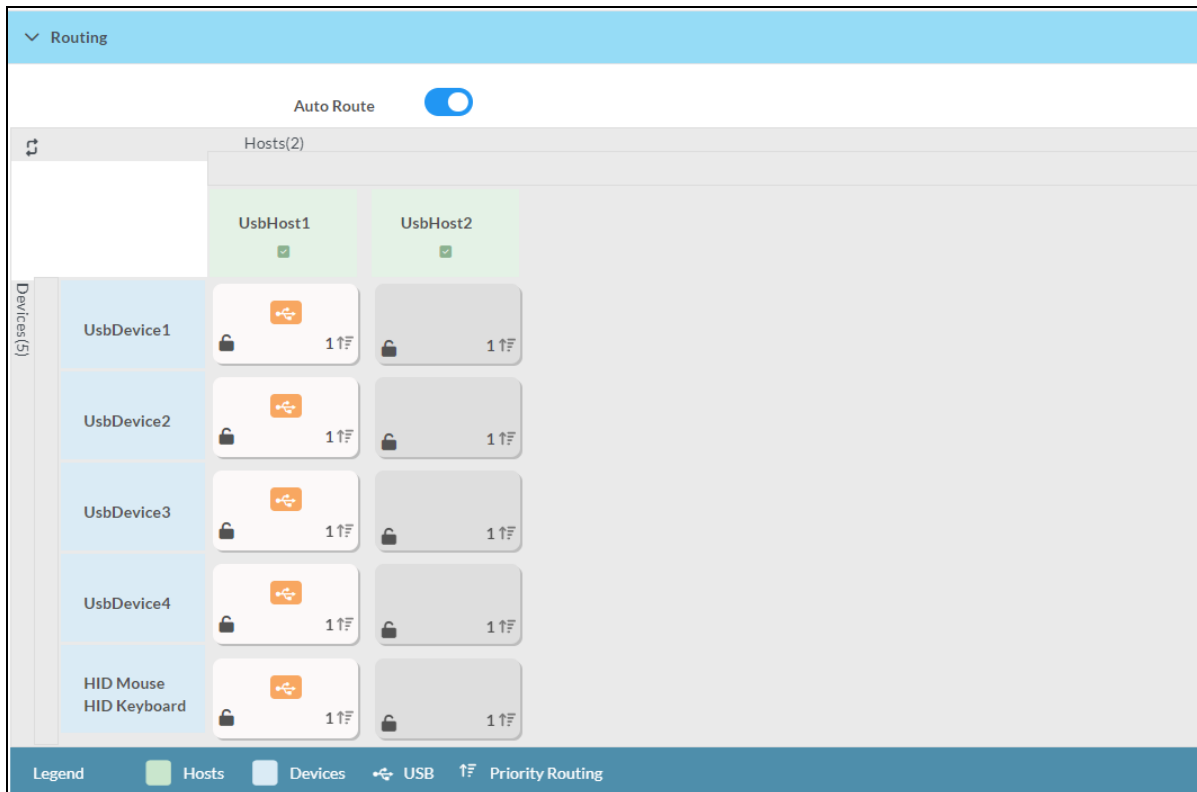 Routing
Auto Route
Hosts(2)
UsbHost1 UsbHost2
Devices(5)
UsbDevice1 1 1
UsbDevice2 1 1
UsbDevice3 1 1
UsbDevice4 1 1
HID Mouse
HID Keyboard 1 1
Legend Hosts Devices USB Priority Routing